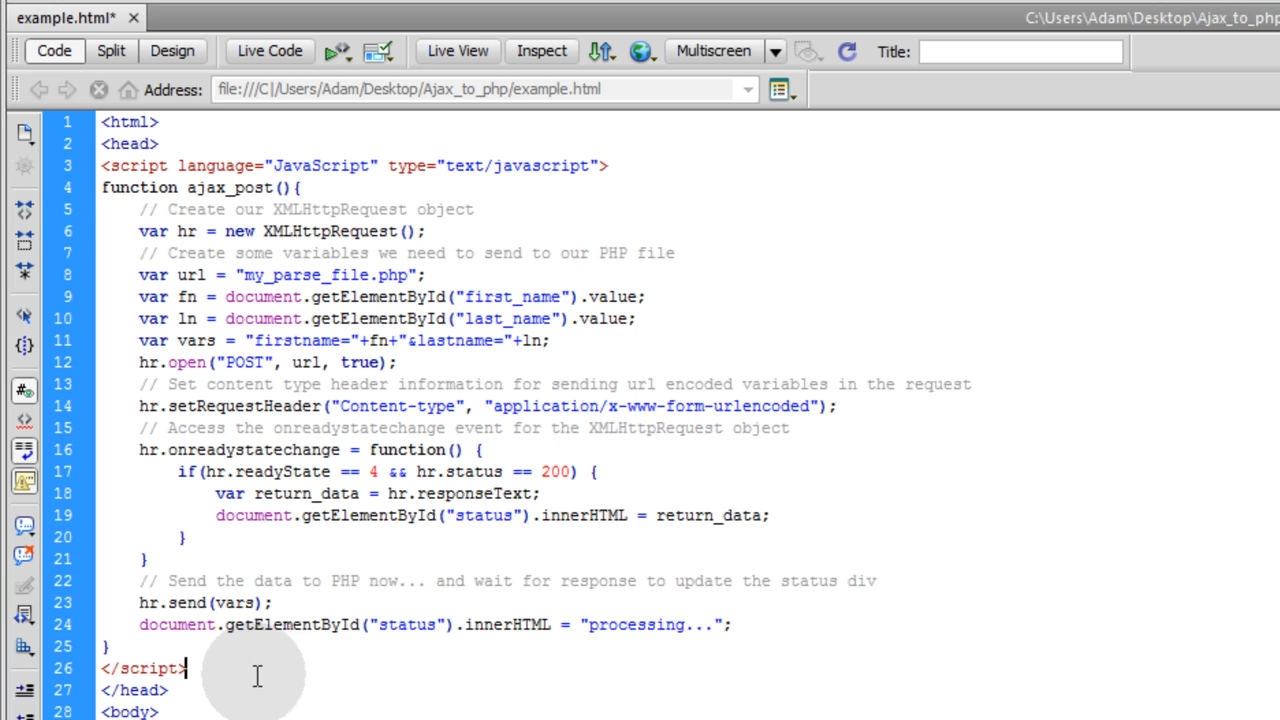 example.html*
C:\Users\Adam\Desktop\Ajax_to_php
Code Split Design Live Code Live View Inspect Multiscreen Title:
Address: file:///C|/Users/Adam/Desktop/Ajax_to_php/example.html
1 <html>
2 <head>
3 <script language="JavaScript" type="text/javascript">
4 function ajax_post(){
5 // Create our XMLHttpRequest object
6 var hr = new XMLHttpRequest();
7 // Create some variables we need to send to our PHP file
8 var url = "my_parse_file.php";
9 var fn = document.getElementById("first_name").value;
10 var ln = document.getElementById("last_name").value;
11 var vars = "firstname="+fn+"&lastname="+ln;
12 hr.open("POST", url, true);
13 // Set content type header information for sending url encoded variables in the request
14 hr.setRequestHeader("Content-type", "application/x-www-form-urlencoded");
15 // Access the onreadystatechange event for the XMLHttpRequest object
16 hr.onreadystatechange = function() {
17 if(hr.readyState == 4 && hr.status == 200) {
18 var return_data = hr.responseText;
19 document.getElementById("status").innerHTML = return_data;
20 }
21 }
22 // Send the data to PHP now... and wait for response to update the status div
23 hr.send(vars);
24 document.getElementById("status").innerHTML = "processing...";
25 }
26 </script>
27 </head>
28 <body>